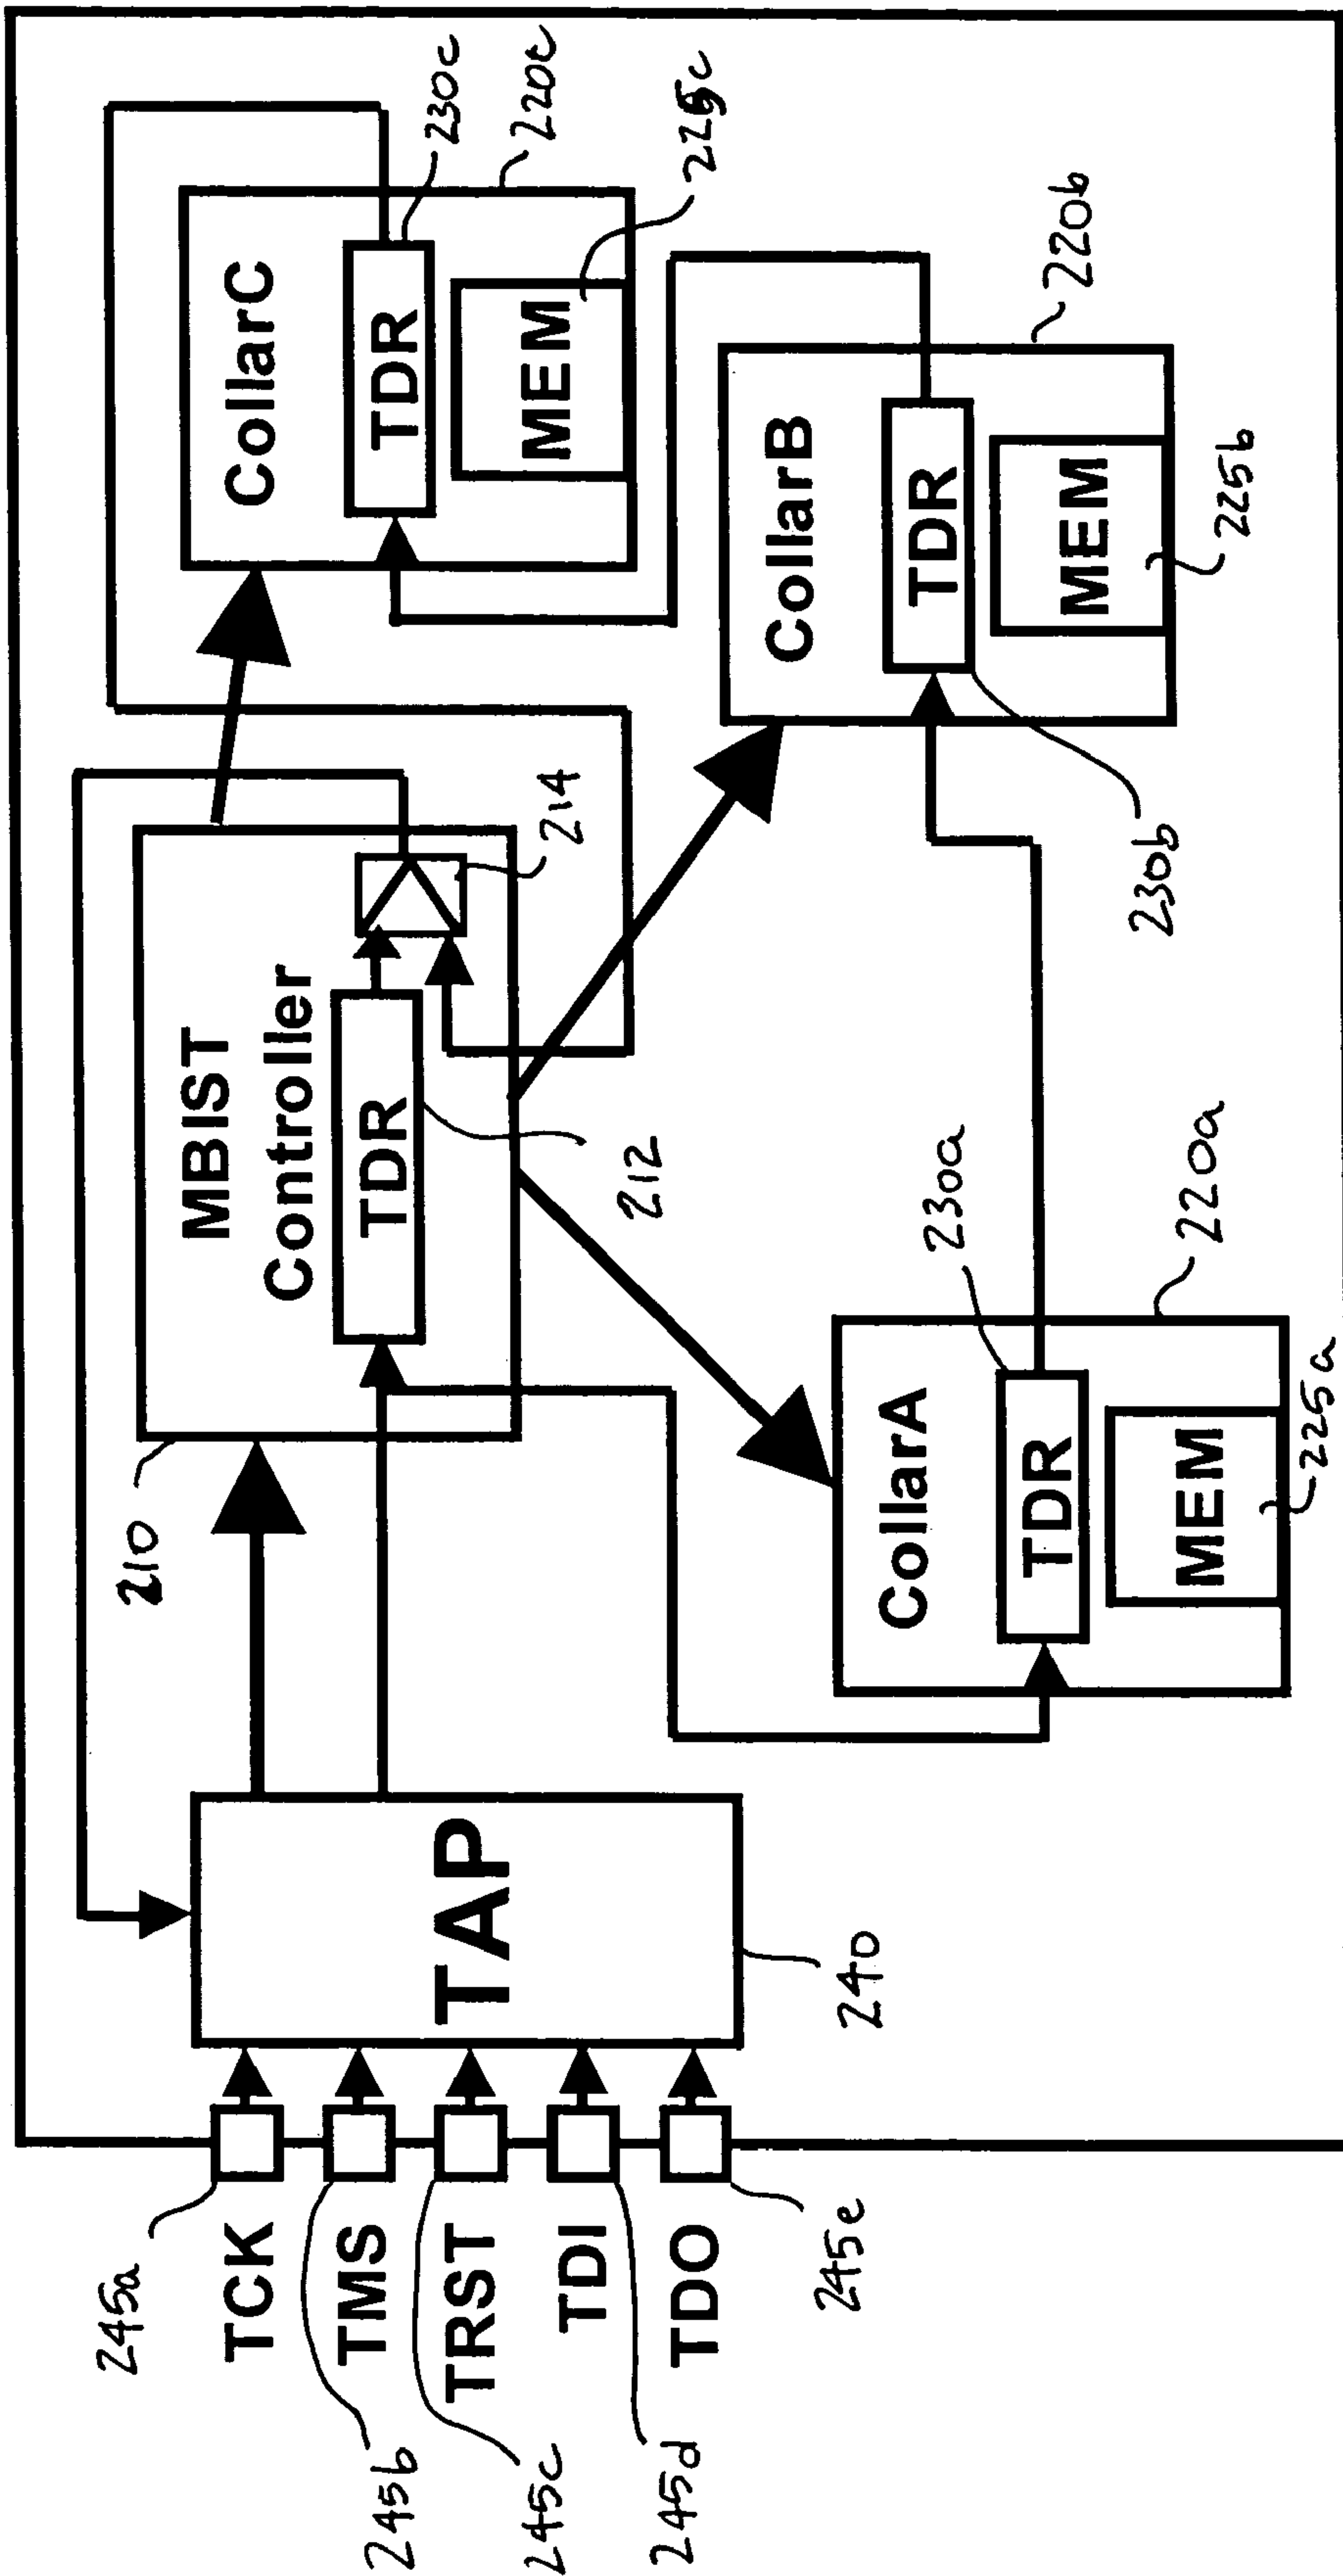 245a
TCK
245b
TMS
245c
TRST
245d
TDI
TDO
245e
TAP
240
210
MBIST
Controller
TDR
212
214
CollarA
TDR
MEM
230a
220a
225a
CollarB
TDR
MEM
230b
220b
225b
CollarC
TDR
MEM
230c
220c
225c